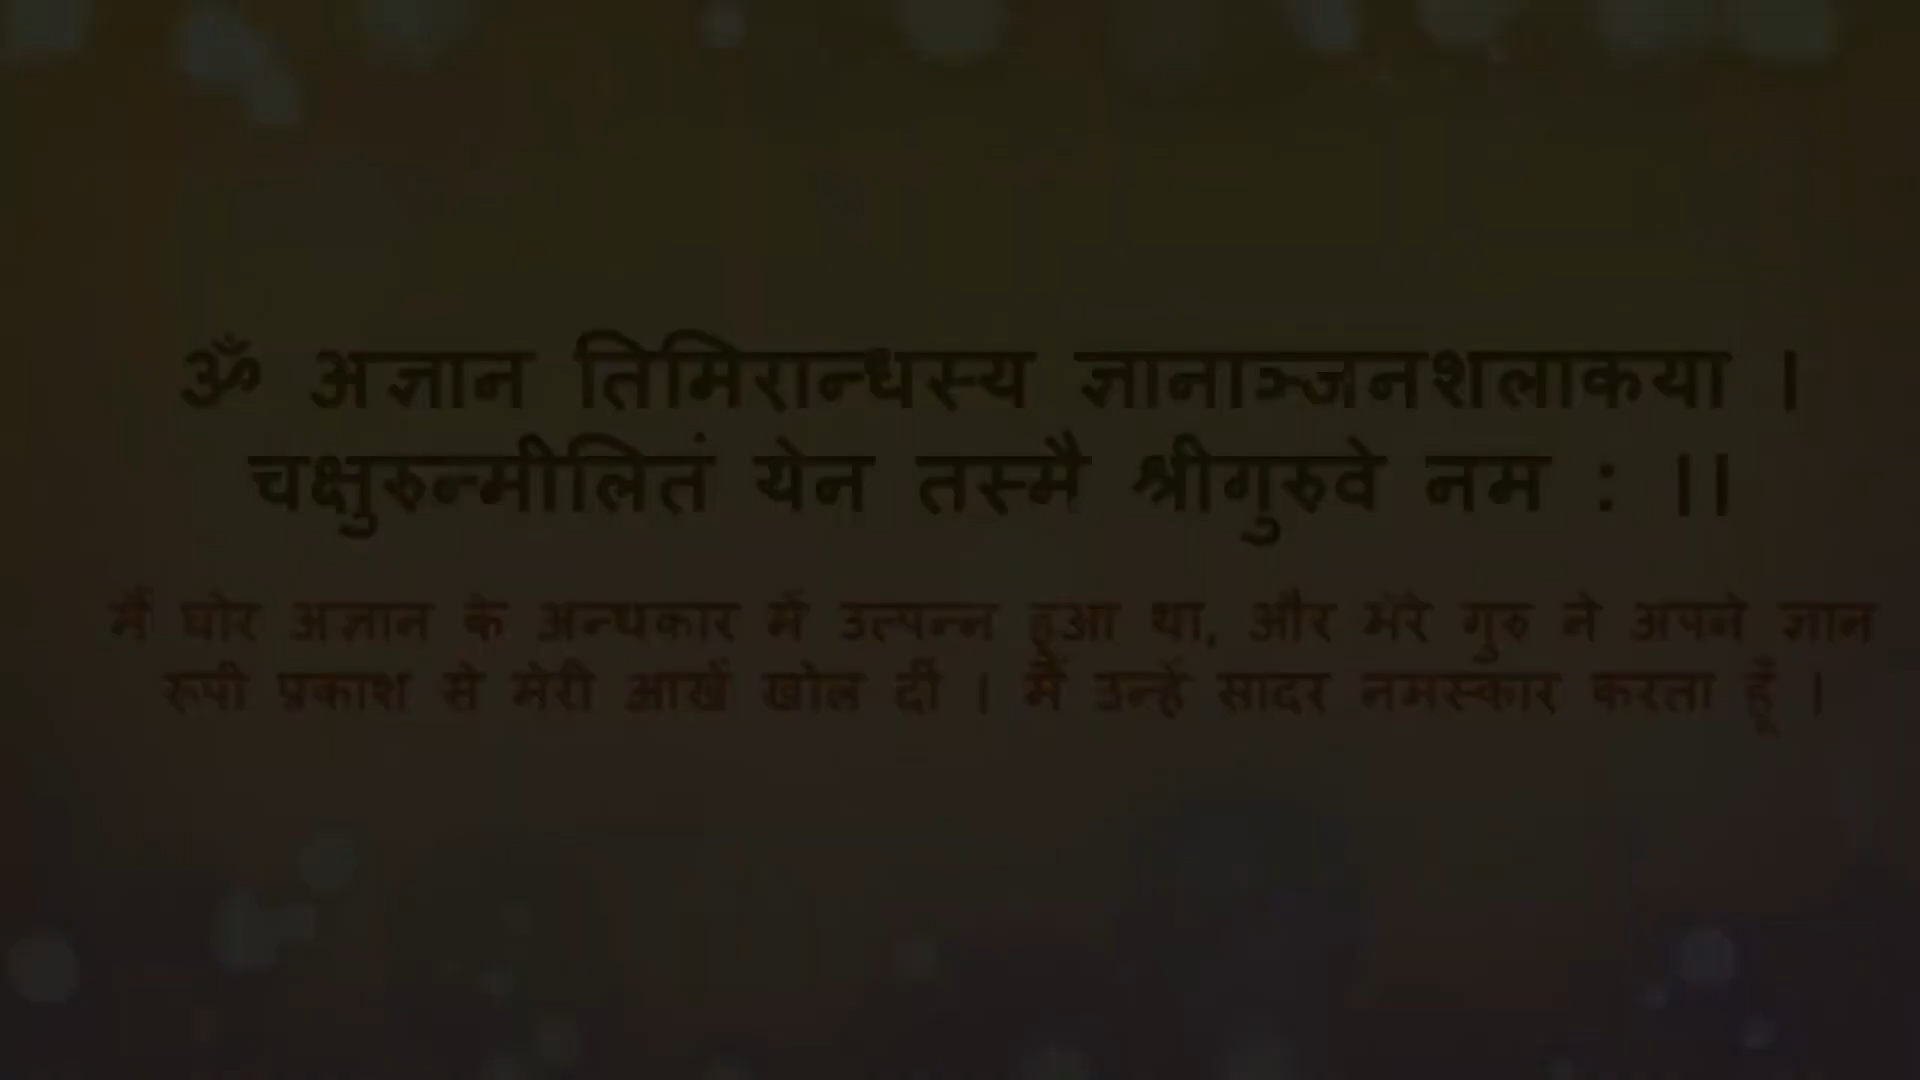 ॐ अज्ञान तिमिरान्धस्य ज्ञानाञ्जनशलाकया ।
चक्षुरुन्मीलितं येन तस्मै श्रीगुरुवे नम : ।।
मैं घोर अज्ञान के अन्धकार में उत्पन्न हुआ था, और मेरे गुरु ने अपने ज्ञान
रूपी प्रकाश से मेरी आखें खोल दीं । मैं उन्हें सादर नमस्कार करता हूँ ।